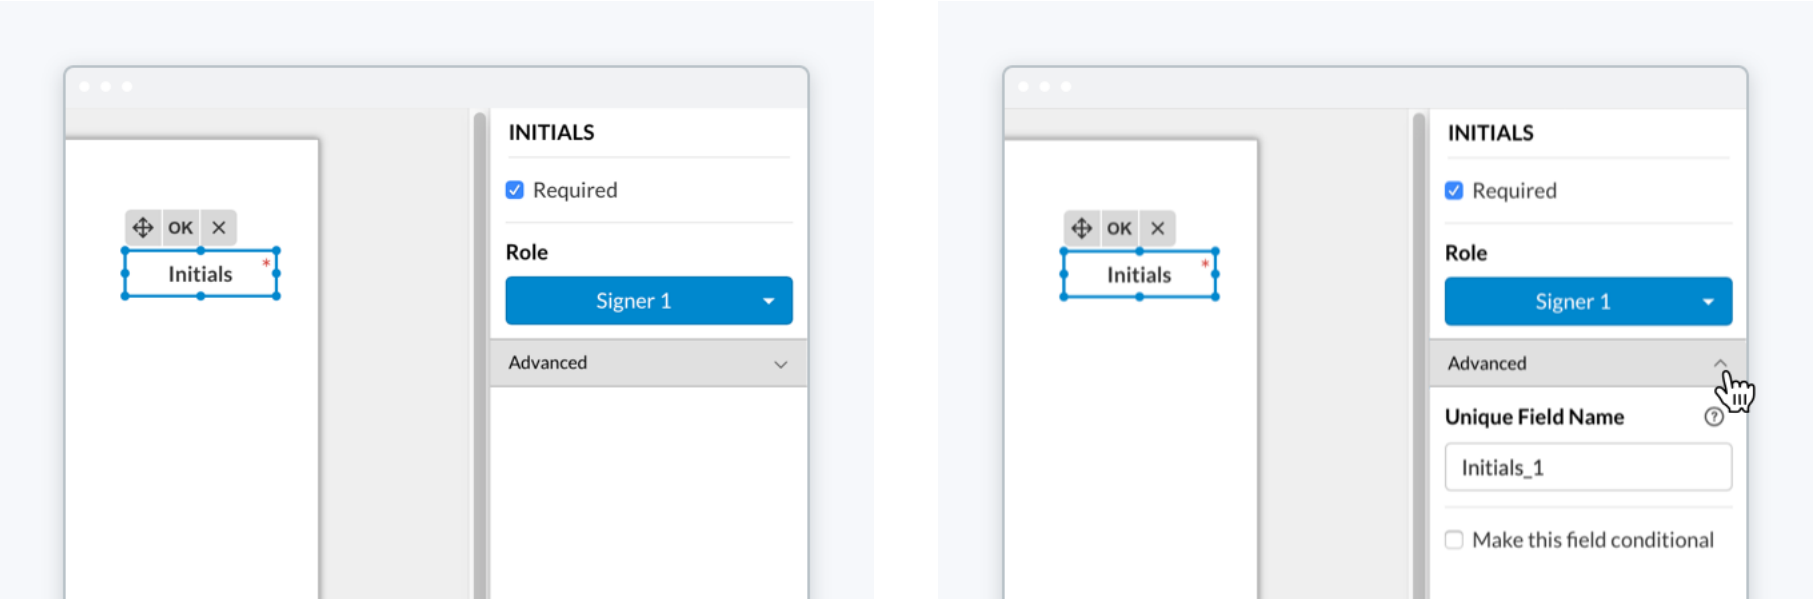 INITIALS
Required
OK
Initials *
Role
Signer 1
Advanced
INITIALS
Required
OK
Initials *
Role
Signer 1
Advanced
Unique Field Name ?
Initials_1
Make this field conditional